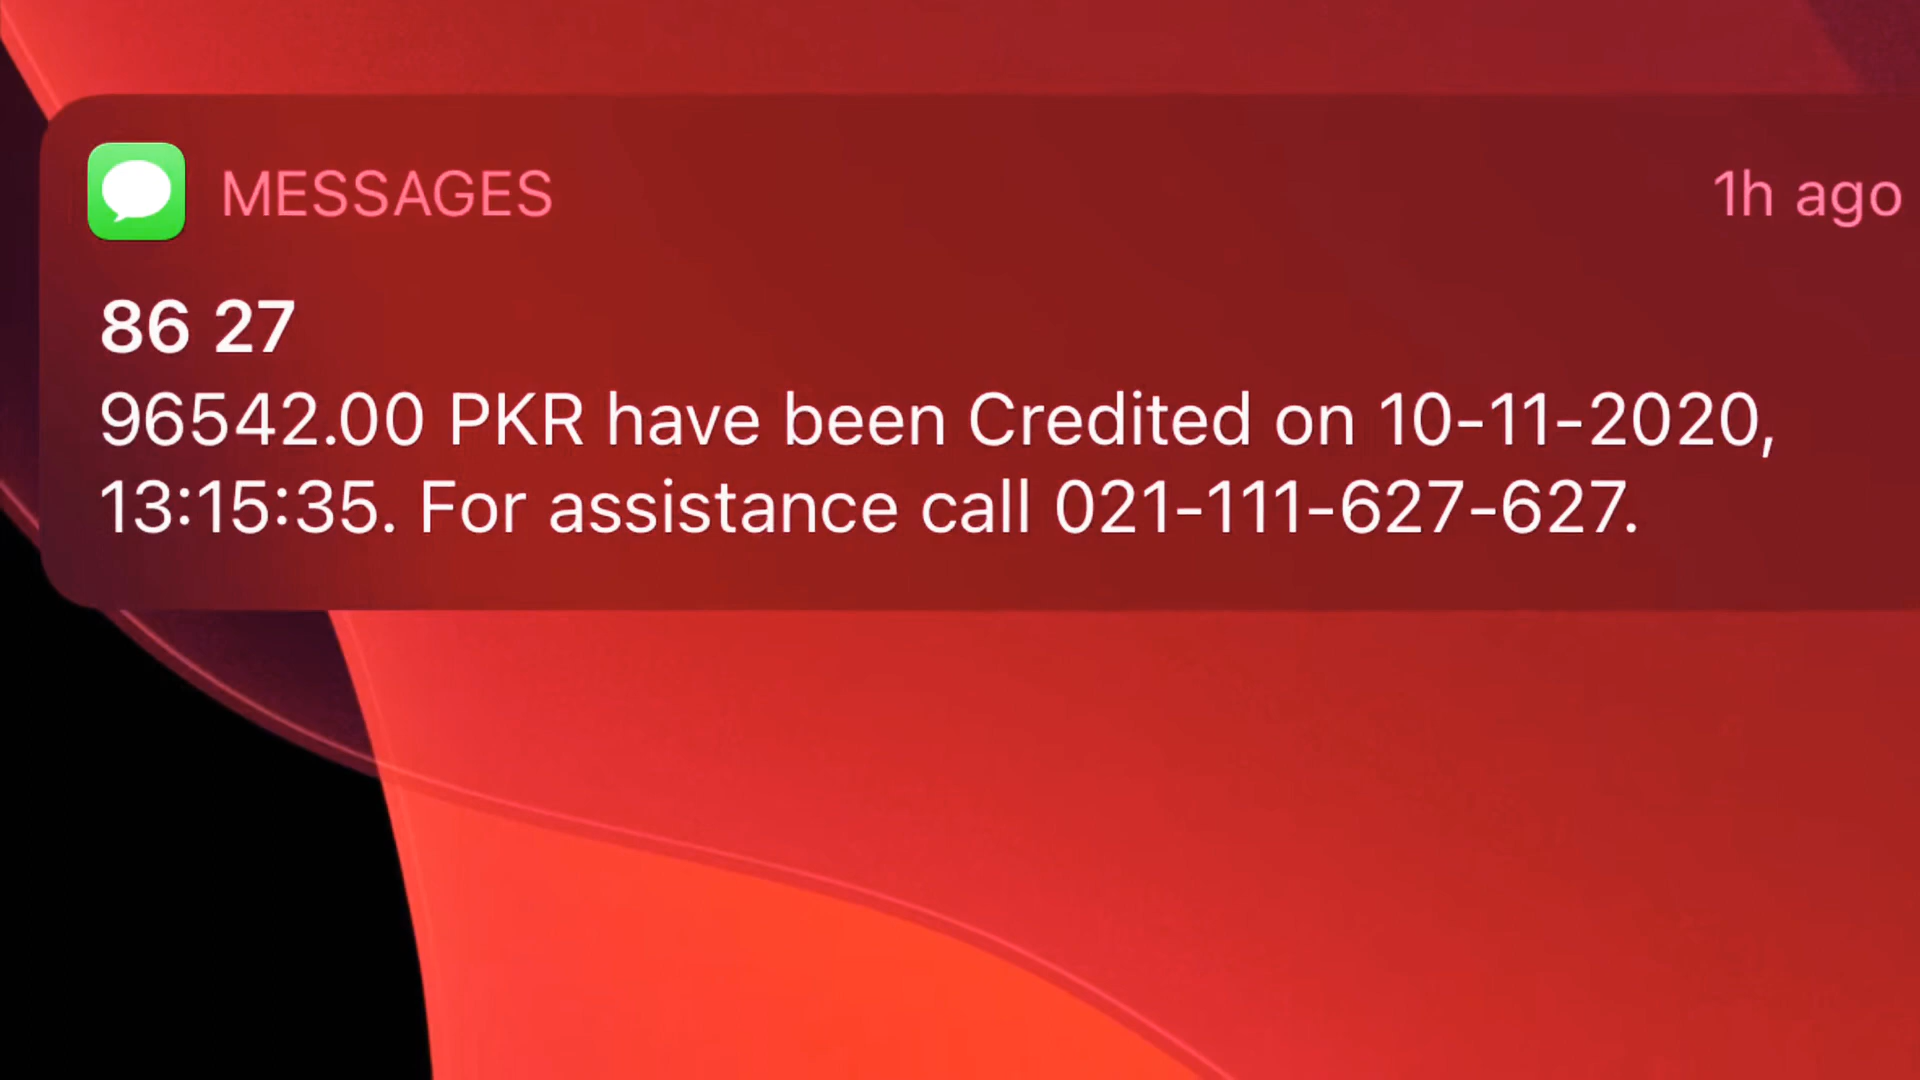 MESSAGES
1h ago
86 27
96542.00 PKR have been Credited on 10-11-2020,
13:15:35. For assistance call 021-111-627-627.